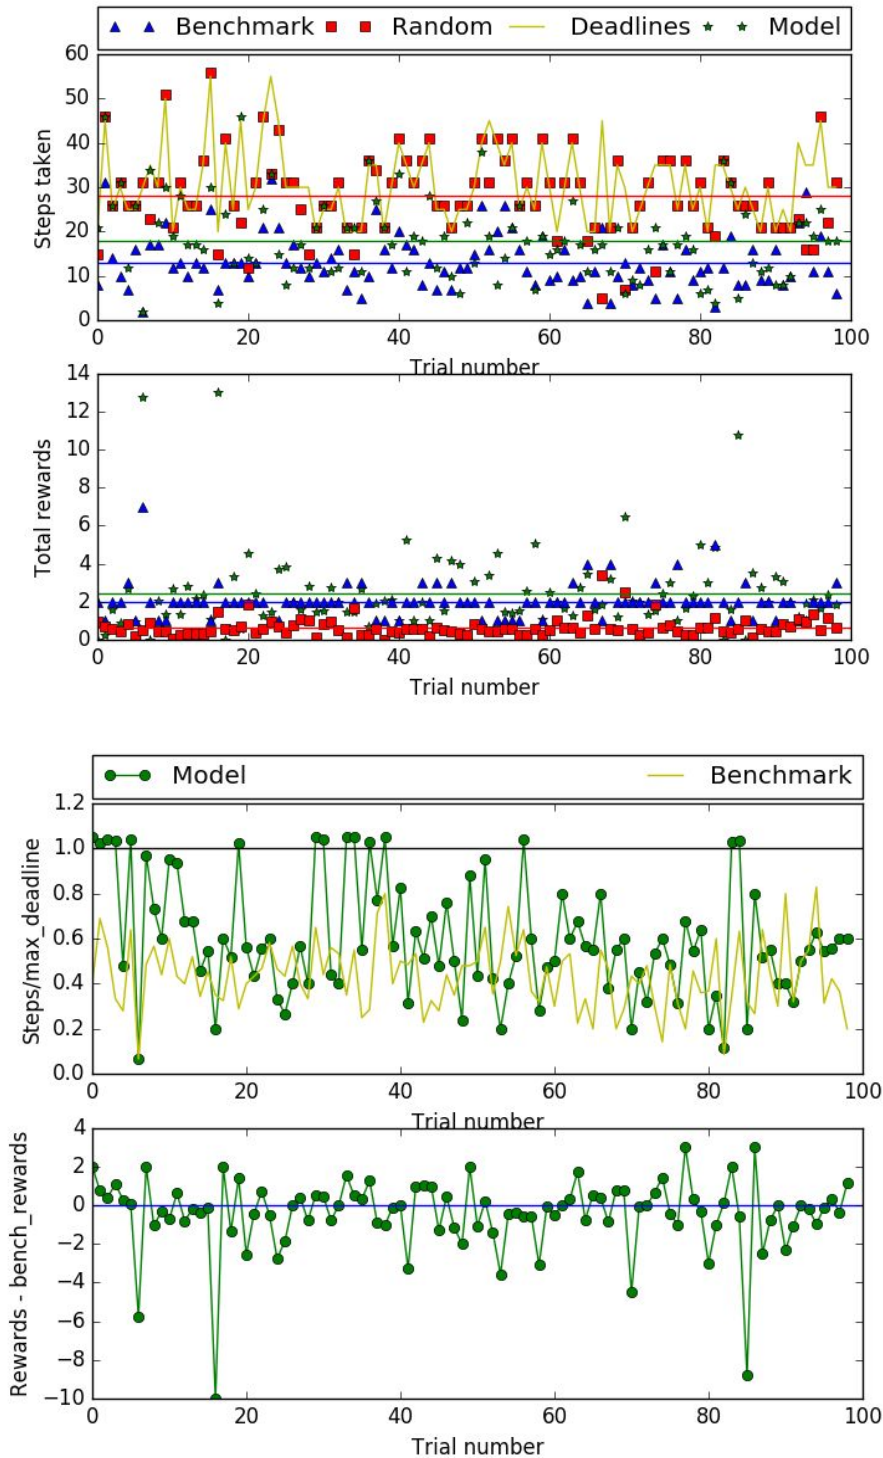 Benchmark Random Deadlines Model
60
50
40
30
20
10
0
Steps taken
0 20 40 60 80 100
Trial number
14
12
10
8
6
4
2
0
Total rewards
0 20 40 60 80 100
Trial number
Model Benchmark
1.2
1.0
0.8
0.6
0.4
0.2
0.0
Steps/max_deadline
0 20 40 60 80 100
Trial number
4
2
0
−2
−4
−6
−8
−10
Rewards - bench_rewards
0 20 40 60 80 100
Trial number